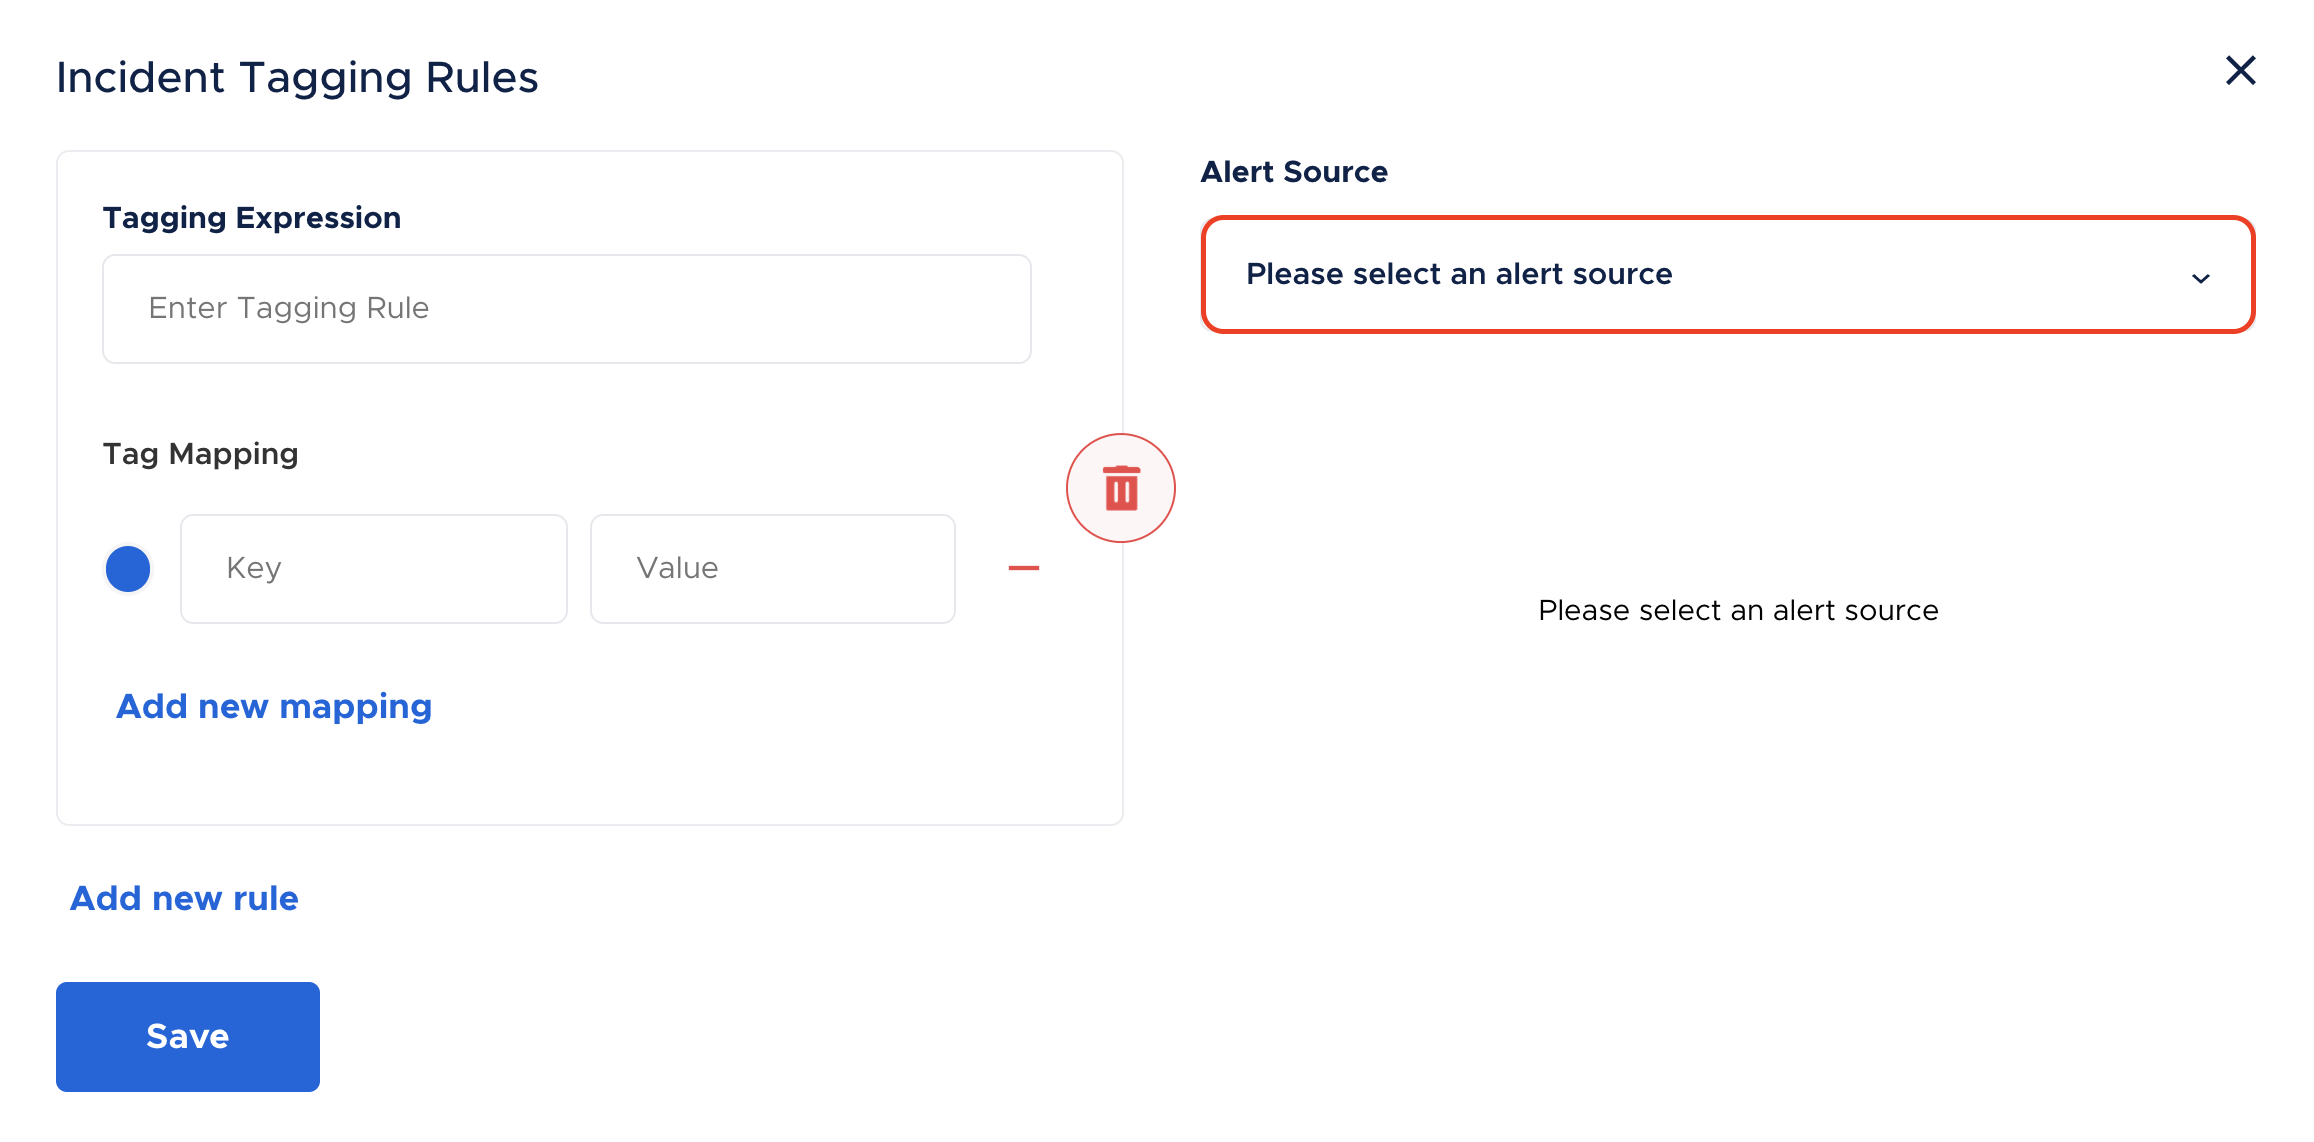 Incident Tagging Rules
Tagging Expression
Enter Tagging Rule
Tag Mapping
Key
Value
Add new mapping
Add new rule
Save
Alert Source
Please select an alert source
Please select an alert source